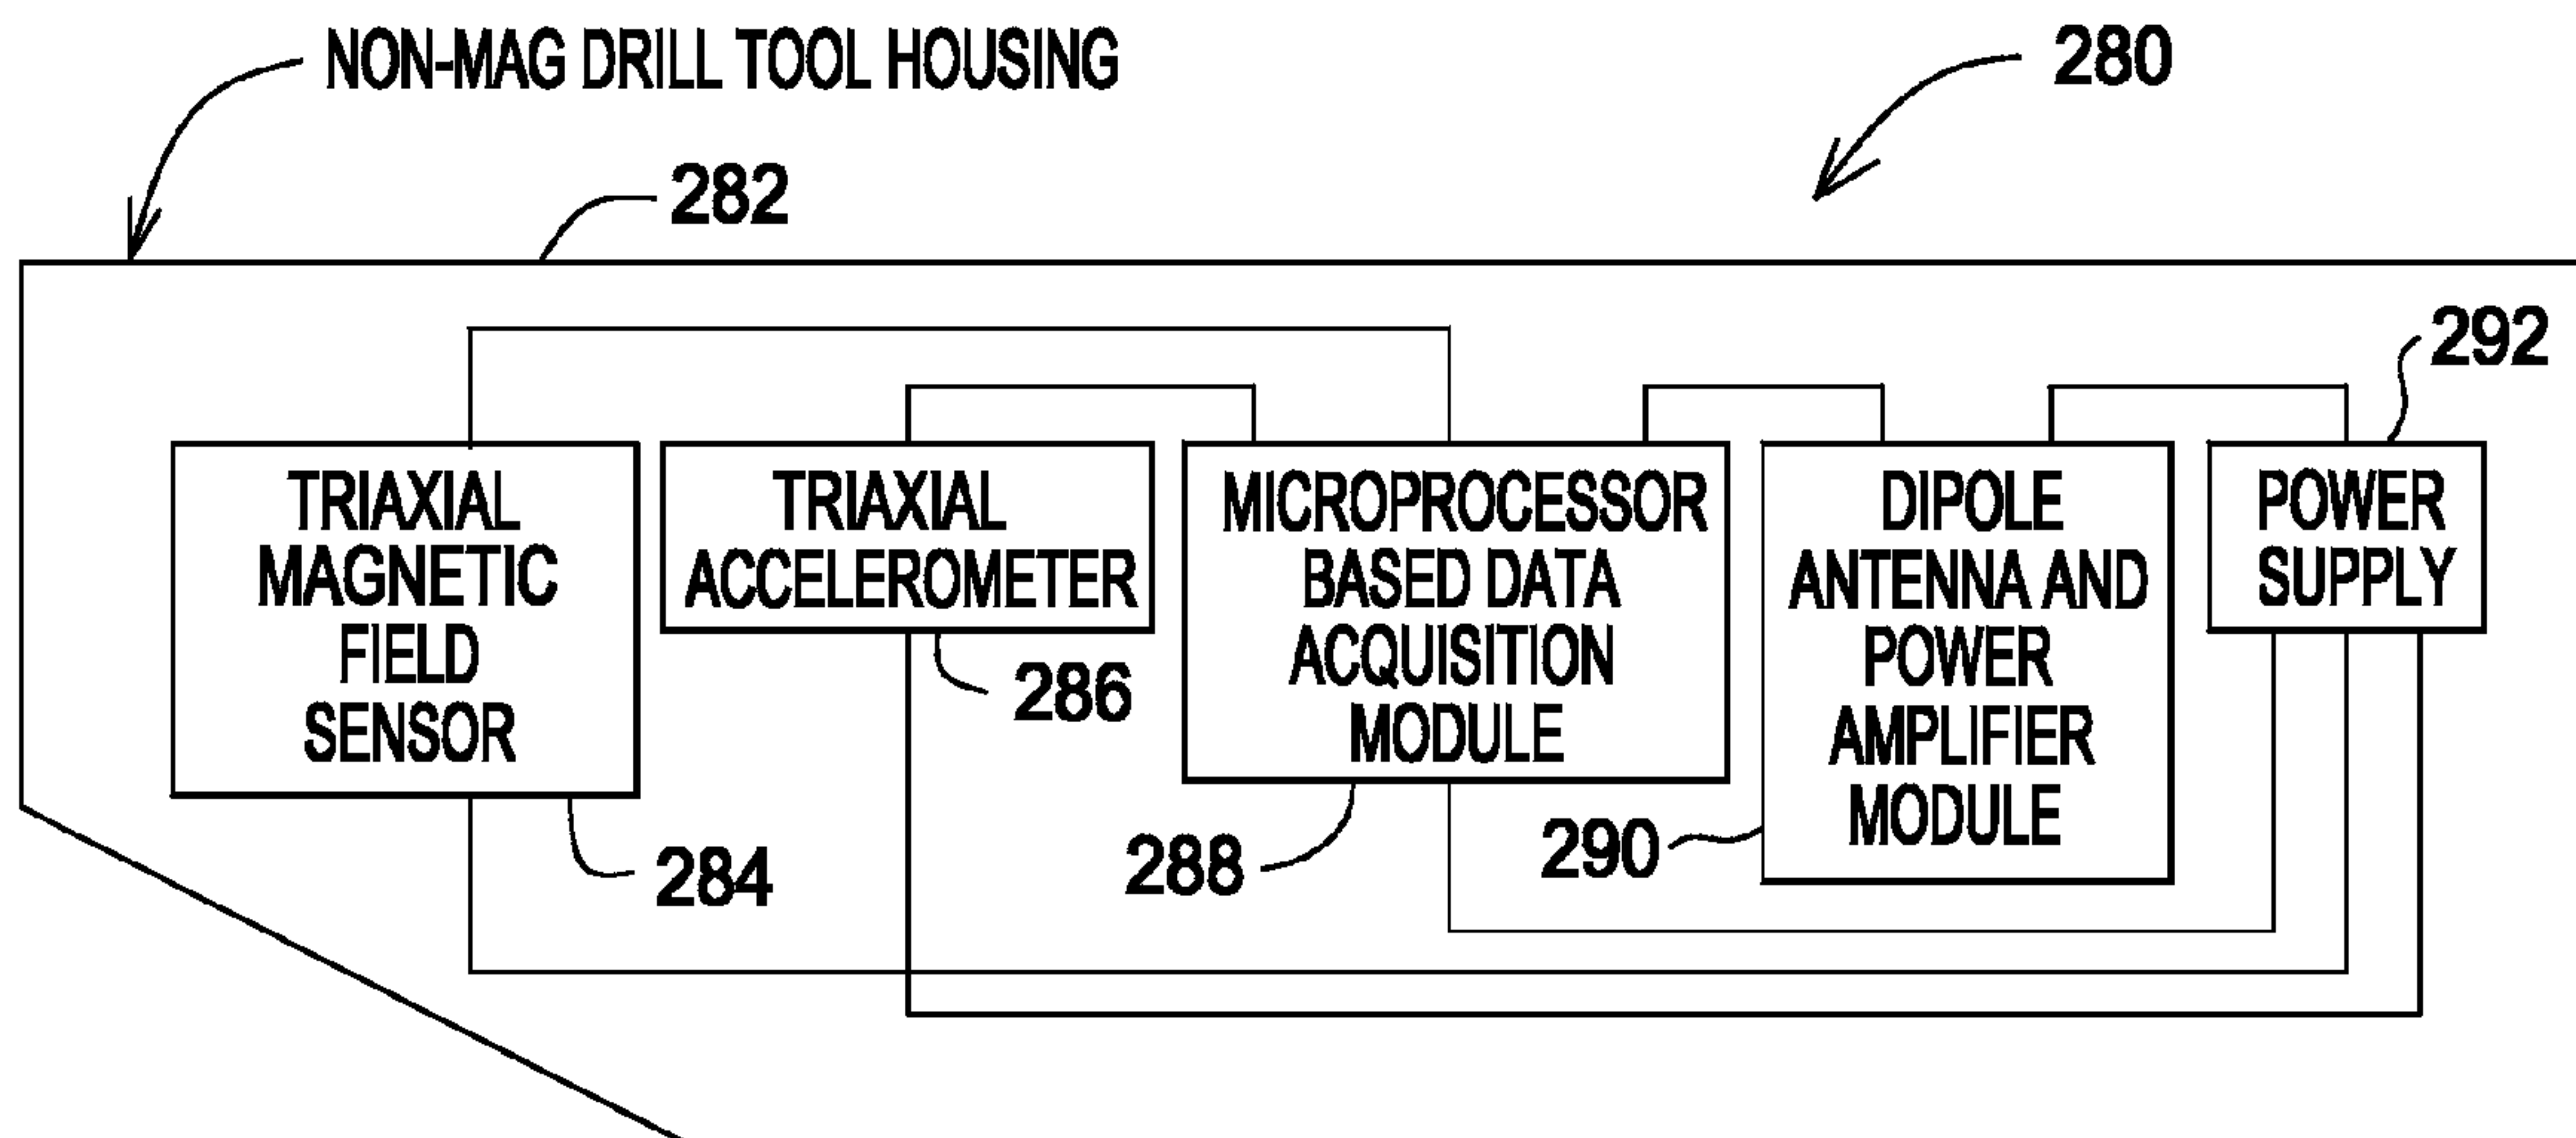 NON-MAG DRILL TOOL HOUSING
280
282
292
TRIAXIAL
MAGNETIC
FIELD
SENSOR
284
TRIAXIAL
ACCELEROMETER
286
MICROPROCESSOR
BASED DATA
ACQUISITION
MODULE
288
DIPOLE
ANTENNA AND
POWER
AMPLIFIER
MODULE
290
POWER
SUPPLY